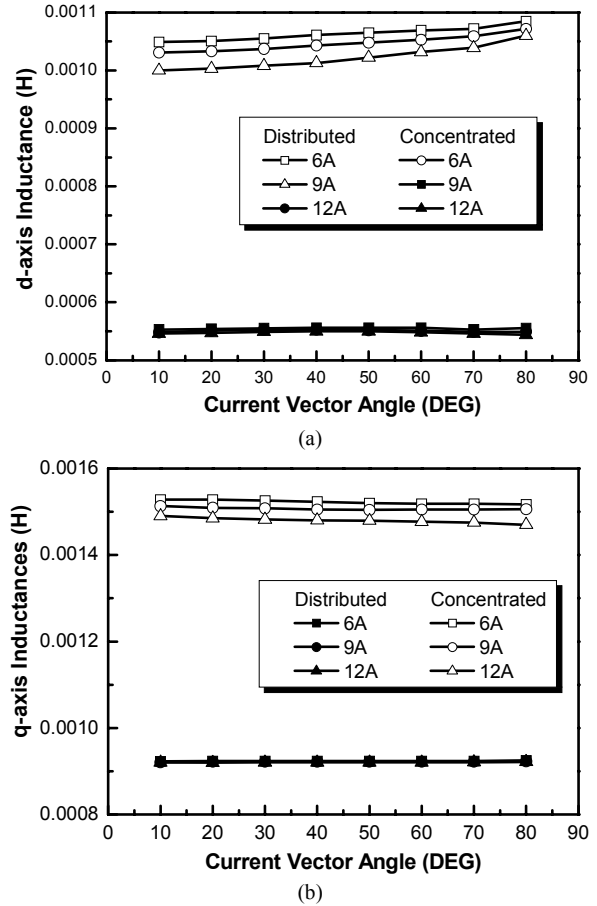 0.0011
0.0010
0.0009
0.0008
0.0007
0.0006
0.0005
d-axis Inductance (H)
Distributed Concentrated
6A 6A
9A 9A
12A 12A
0 10 20 30 40 50 60 70 80 90
Current Vector Angle (DEG)
(a)
0.0016
0.0014
0.0012
0.0010
0.0008
q-axis Inductances (H)
Distributed Concentrated
6A 6A
9A 9A
12A 12A
0 10 20 30 40 50 60 70 80 90
Current Vector Angle (DEG)
(b)